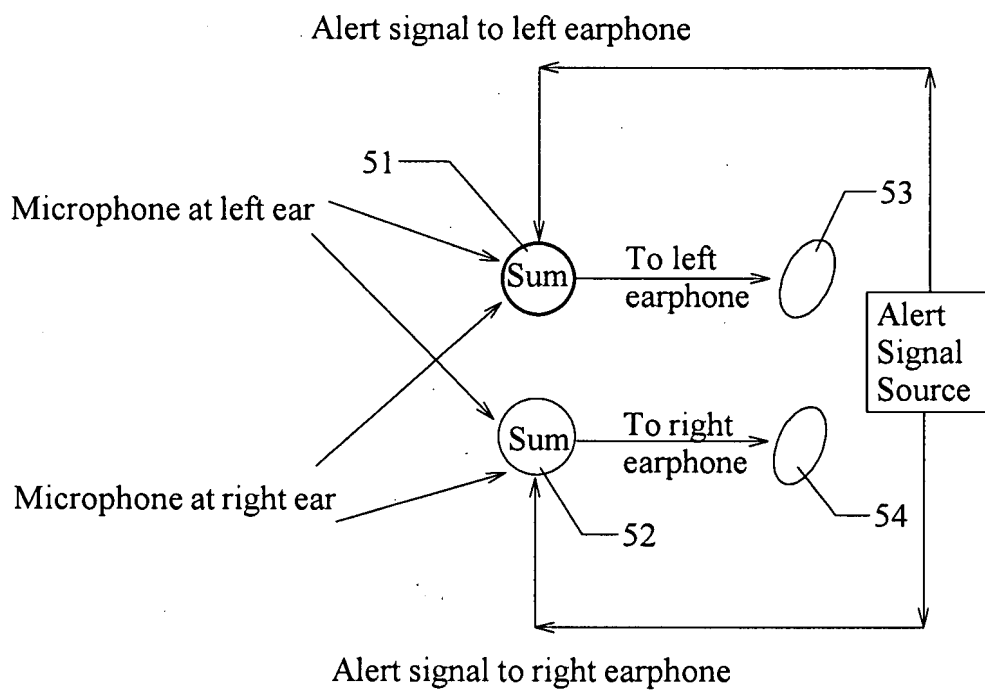 Alert signal to left earphone
51
53
Microphone at left ear
Sum
To left
earphone
Alert
Signal
Source
Sum
To right
earphone
Microphone at right ear
52
54
Alert signal to right earphone